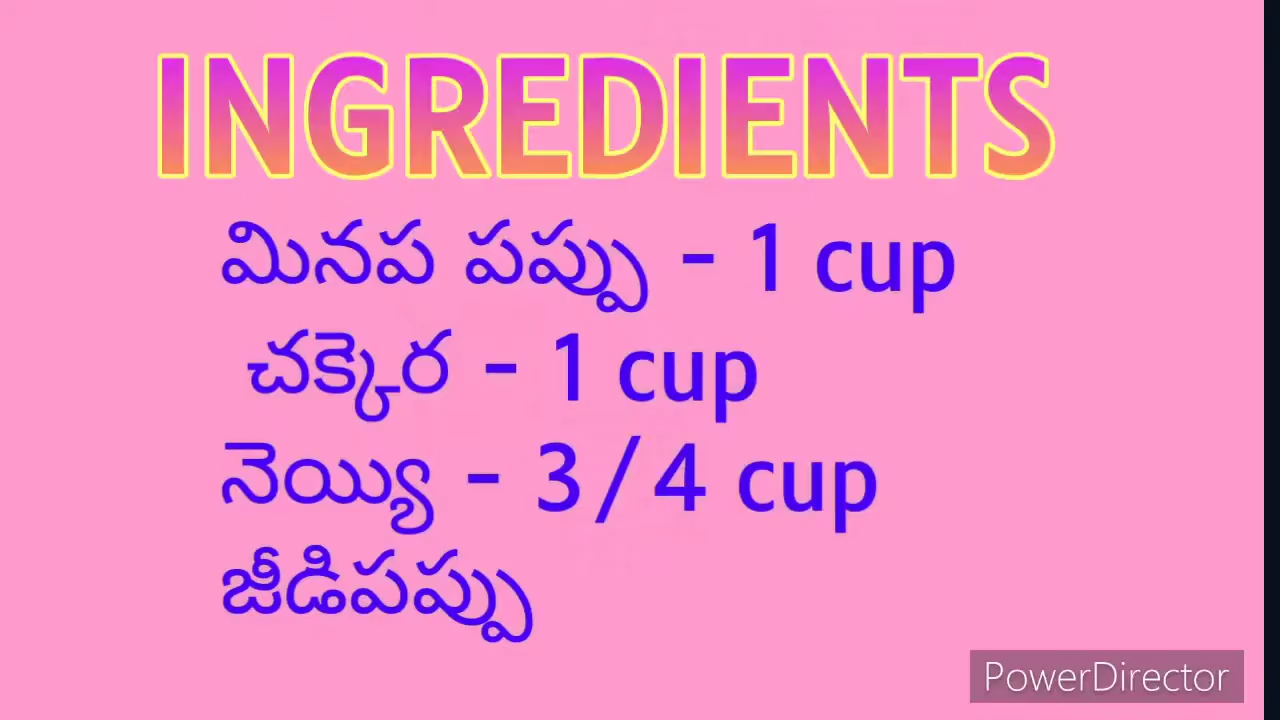 INGREDIENTS
మినప పప్పు - 1 cup
చక్కెర - 1 cup
నెయ్యి - 3/4 cup
జీడిపప్పు
PowerDirector